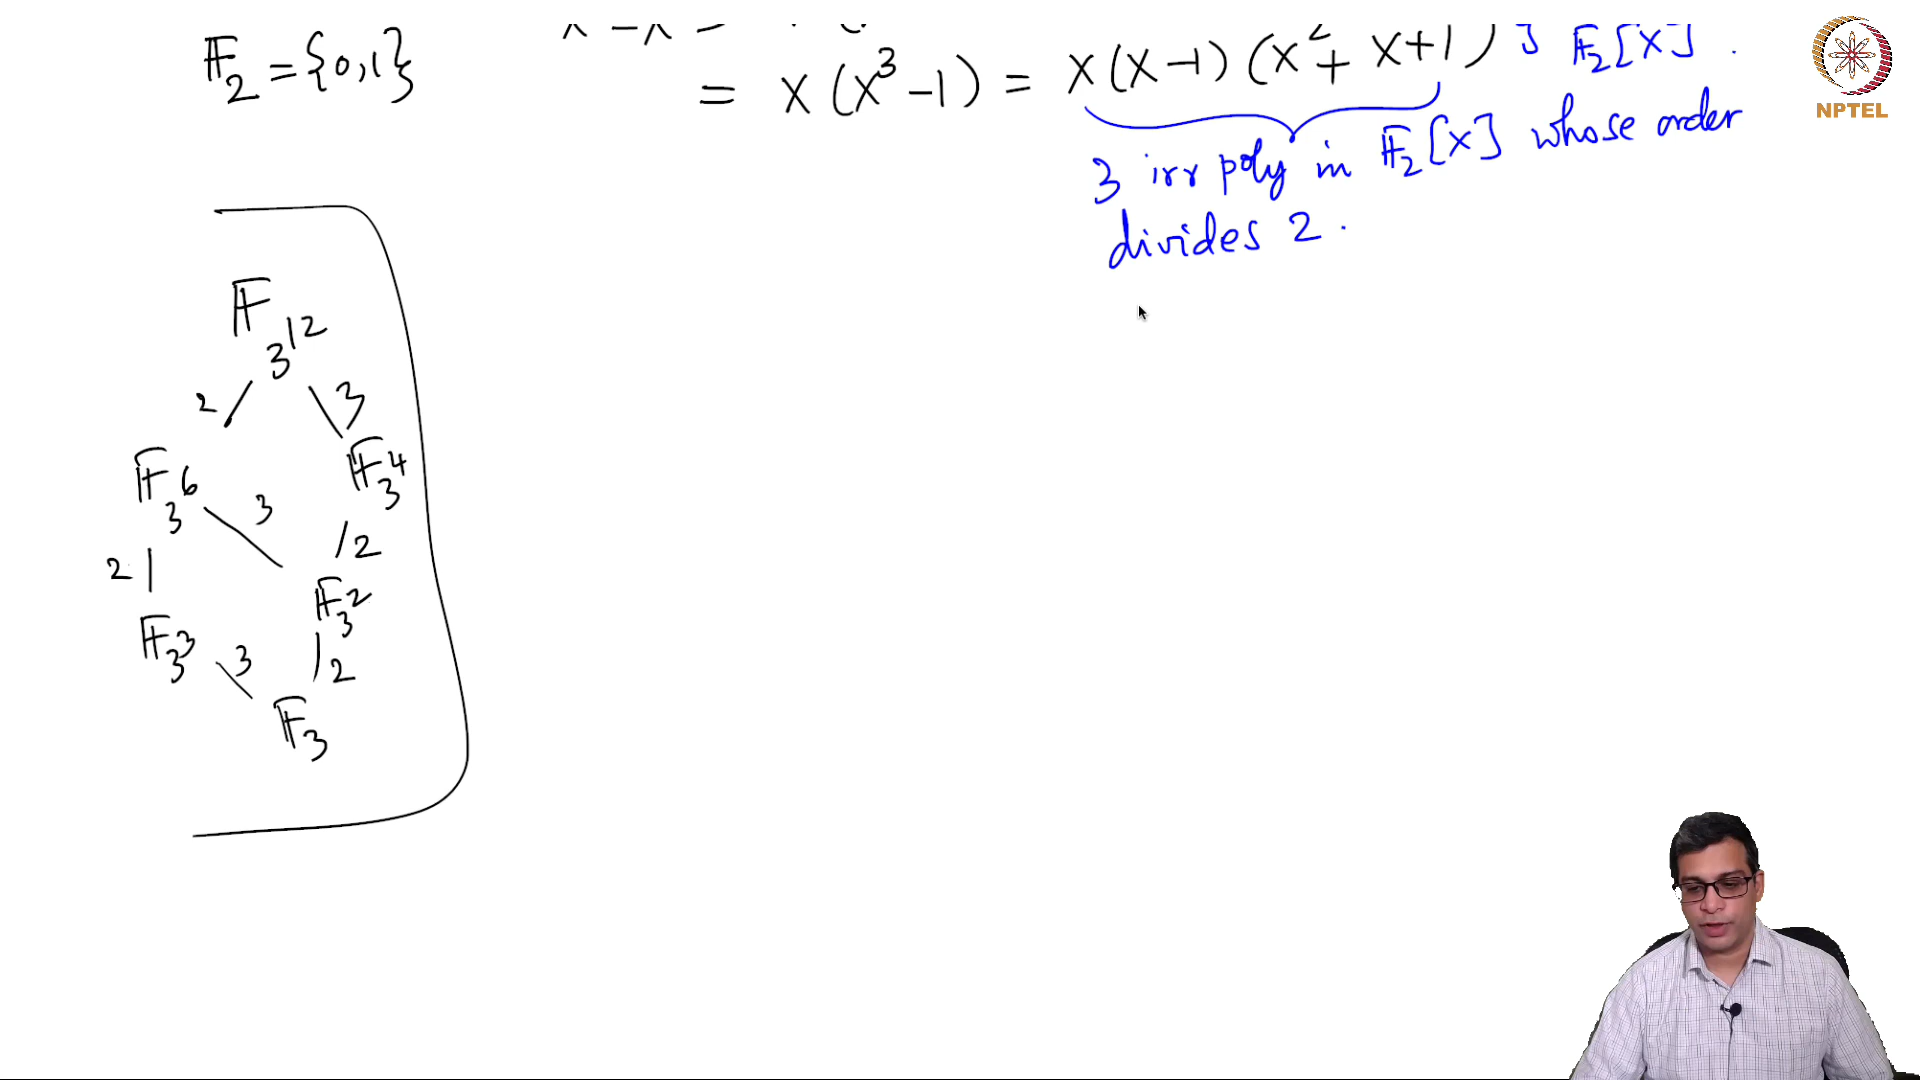 𝔽₂ = {0,1}
= X(X³-1) = X(X-1)(X²+X+1) } 𝔽₂[X].
3 irr poly in 𝔽₂[X] whose order
divides 2.
NPTEL
𝔽₃¹²
2 3
𝔽₃⁶ 𝔽₃⁴
3
2 2
𝔽₃³ 𝔽₃²
3 2
𝔽₃